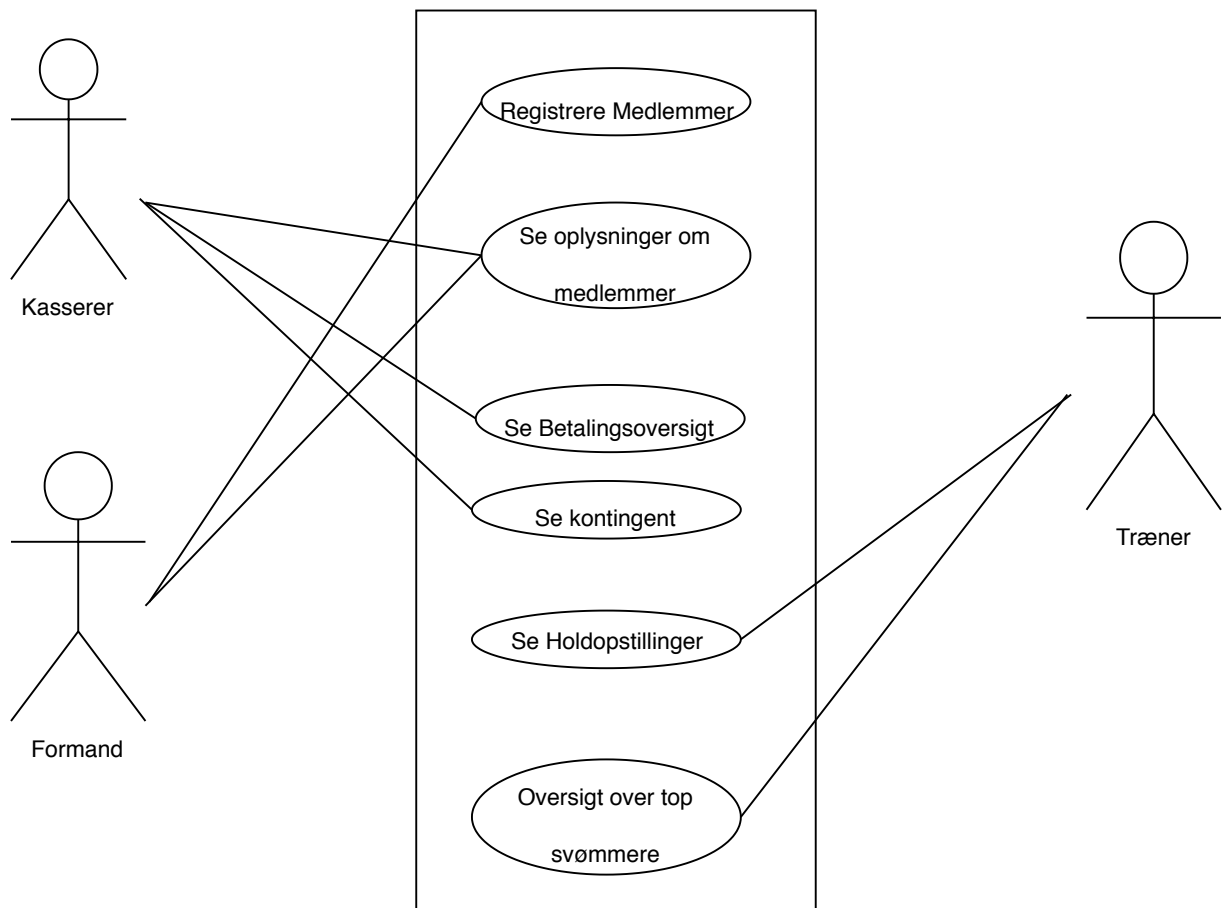 Registrere Medlemmer
Se oplysninger om
medlemmer
Kasserer
Se Betalingsoversigt
Se kontingent
Træner
Se Holdopstillinger
Formand
Oversigt over top
svømmere